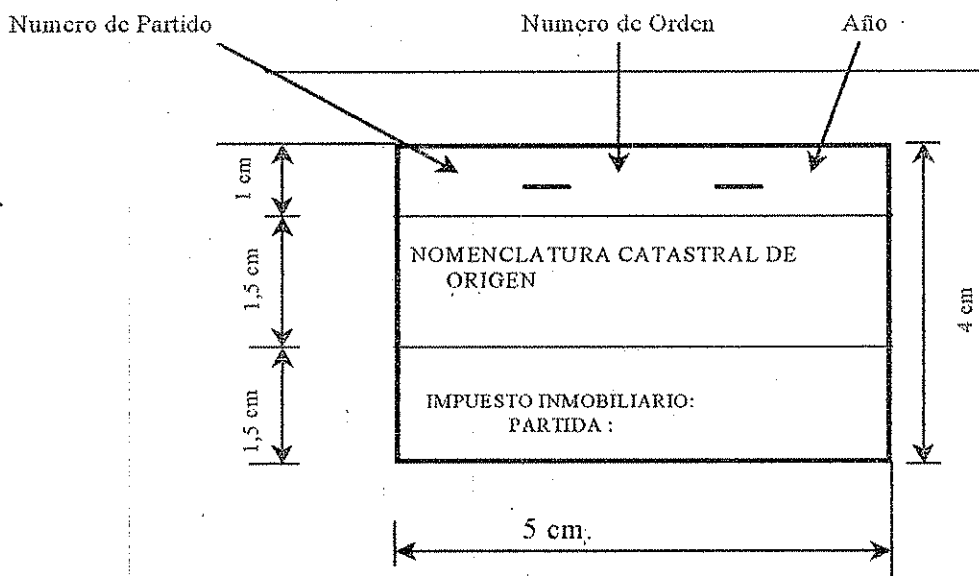 Numero de Partido Numero de Orden Año
1 cm
NOMENCLATURA CATASTRAL DE
ORIGEN
1,5 cm
4 cm
IMPUESTO INMOBILIARIO:
PARTIDA :
1,5 cm
5 cm.